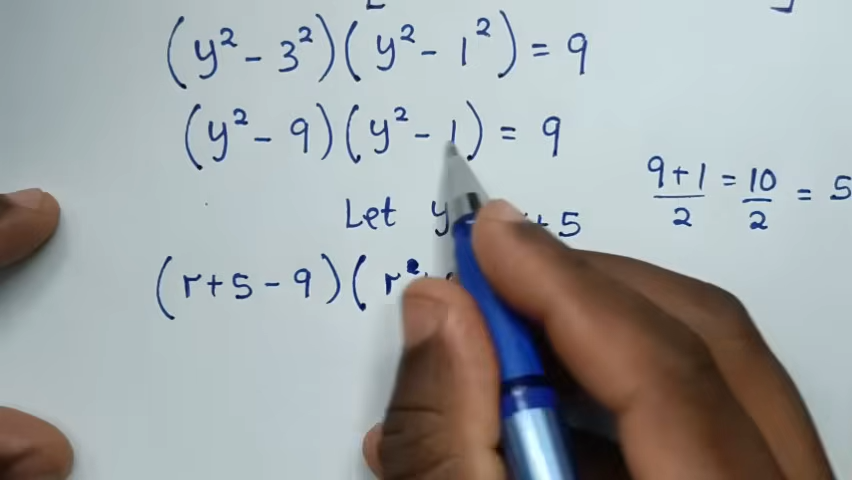 (y² - 3²)(y² - 1²) = 9
(y² - 9)(y² - 1) = 9
Let y + 5
9+1/2 = 10/2 = 5
(r+5-9)(r